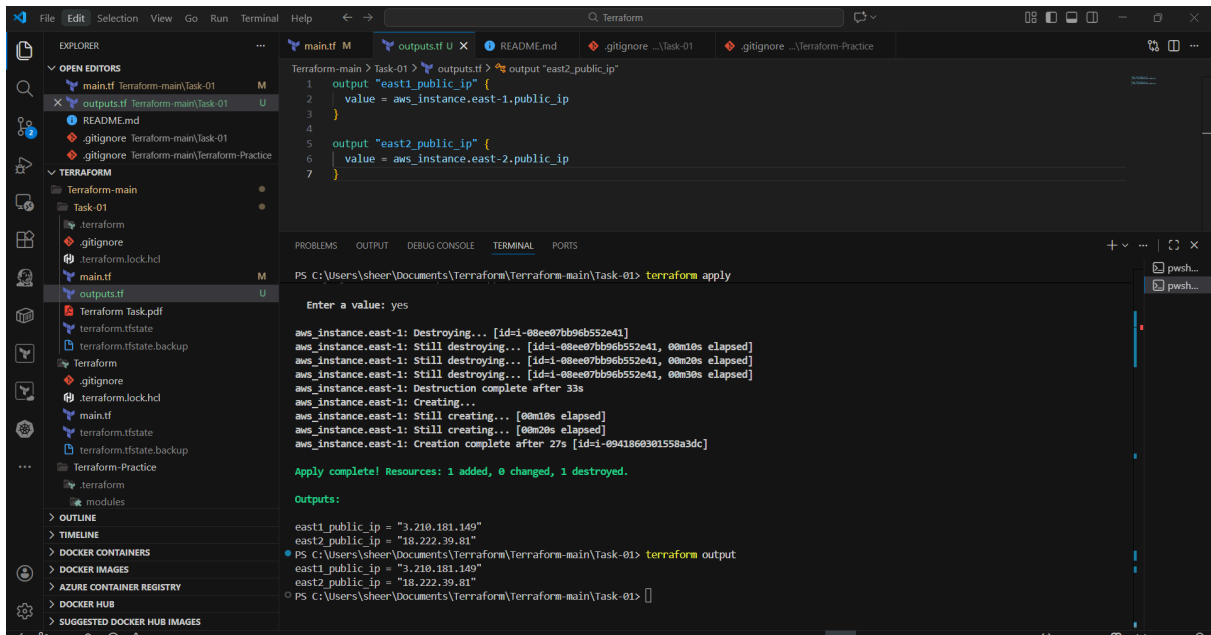 File Edit Selection View Go Run Terminal Help Terraform
EXPLORER
OPEN EDITORS
main.tf Terraform-main\Task-01 M
outputs.tf Terraform-main\Task-01 U
README.md
.gitignore Terraform-main\Task-01
.gitignore Terraform-main\Terraform-Practice
TERRAFORM
Terraform-main
Task-01
.terraform
.gitignore
.terraform.lock.hcl
main.tf M
outputs.tf U
Terraform Task.pdf
terraform.tfstate
terraform.tfstate.backup
Terraform
.gitignore
.terraform.lock.hcl
main.tf
terraform.tfstate
terraform.tfstate.backup
Terraform-Practice
.terraform
modules
OUTLINE
TIMELINE
DOCKER CONTAINERS
DOCKER IMAGES
AZURE CONTAINER REGISTRY
DOCKER HUB
SUGGESTED DOCKER HUB IMAGES
2
main.tf M outputs.tf U README.md .gitignore ...\Task-01 .gitignore ...\Terraform-Practice
Terraform-main > Task-01 > outputs.tf > output "east2_public_ip"
1 output "east1_public_ip" {
2 value = aws_instance.east-1.public_ip
3 }
4
5 output "east2_public_ip" {
6 value = aws_instance.east-2.public_ip
7 }
PROBLEMS OUTPUT DEBUG CONSOLE TERMINAL PORTS
PS C:\Users\sheer\Documents\Terraform\Terraform-main\Task-01> terraform apply
Enter a value: yes
aws_instance.east-1: Destroying... [id=i-08ee07bb96b552e41]
aws_instance.east-1: Still destroying... [id=i-08ee07bb96b552e41, 00m10s elapsed]
aws_instance.east-1: Still destroying... [id=i-08ee07bb96b552e41, 00m20s elapsed]
aws_instance.east-1: Still destroying... [id=i-08ee07bb96b552e41, 00m30s elapsed]
aws_instance.east-1: Destruction complete after 33s
aws_instance.east-1: Creating...
aws_instance.east-1: Still creating... [00m10s elapsed]
aws_instance.east-1: Still creating... [00m20s elapsed]
aws_instance.east-1: Creation complete after 27s [id=i-0941860301558a3dc]
Apply complete! Resources: 1 added, 0 changed, 1 destroyed.
Outputs:
east1_public_ip = "3.210.181.149"
east2_public_ip = "18.222.39.81"
PS C:\Users\sheer\Documents\Terraform\Terraform-main\Task-01> terraform output
east1_public_ip = "3.210.181.149"
east2_public_ip = "18.222.39.81"
PS C:\Users\sheer\Documents\Terraform\Terraform-main\Task-01>
pwsh...
pwsh...